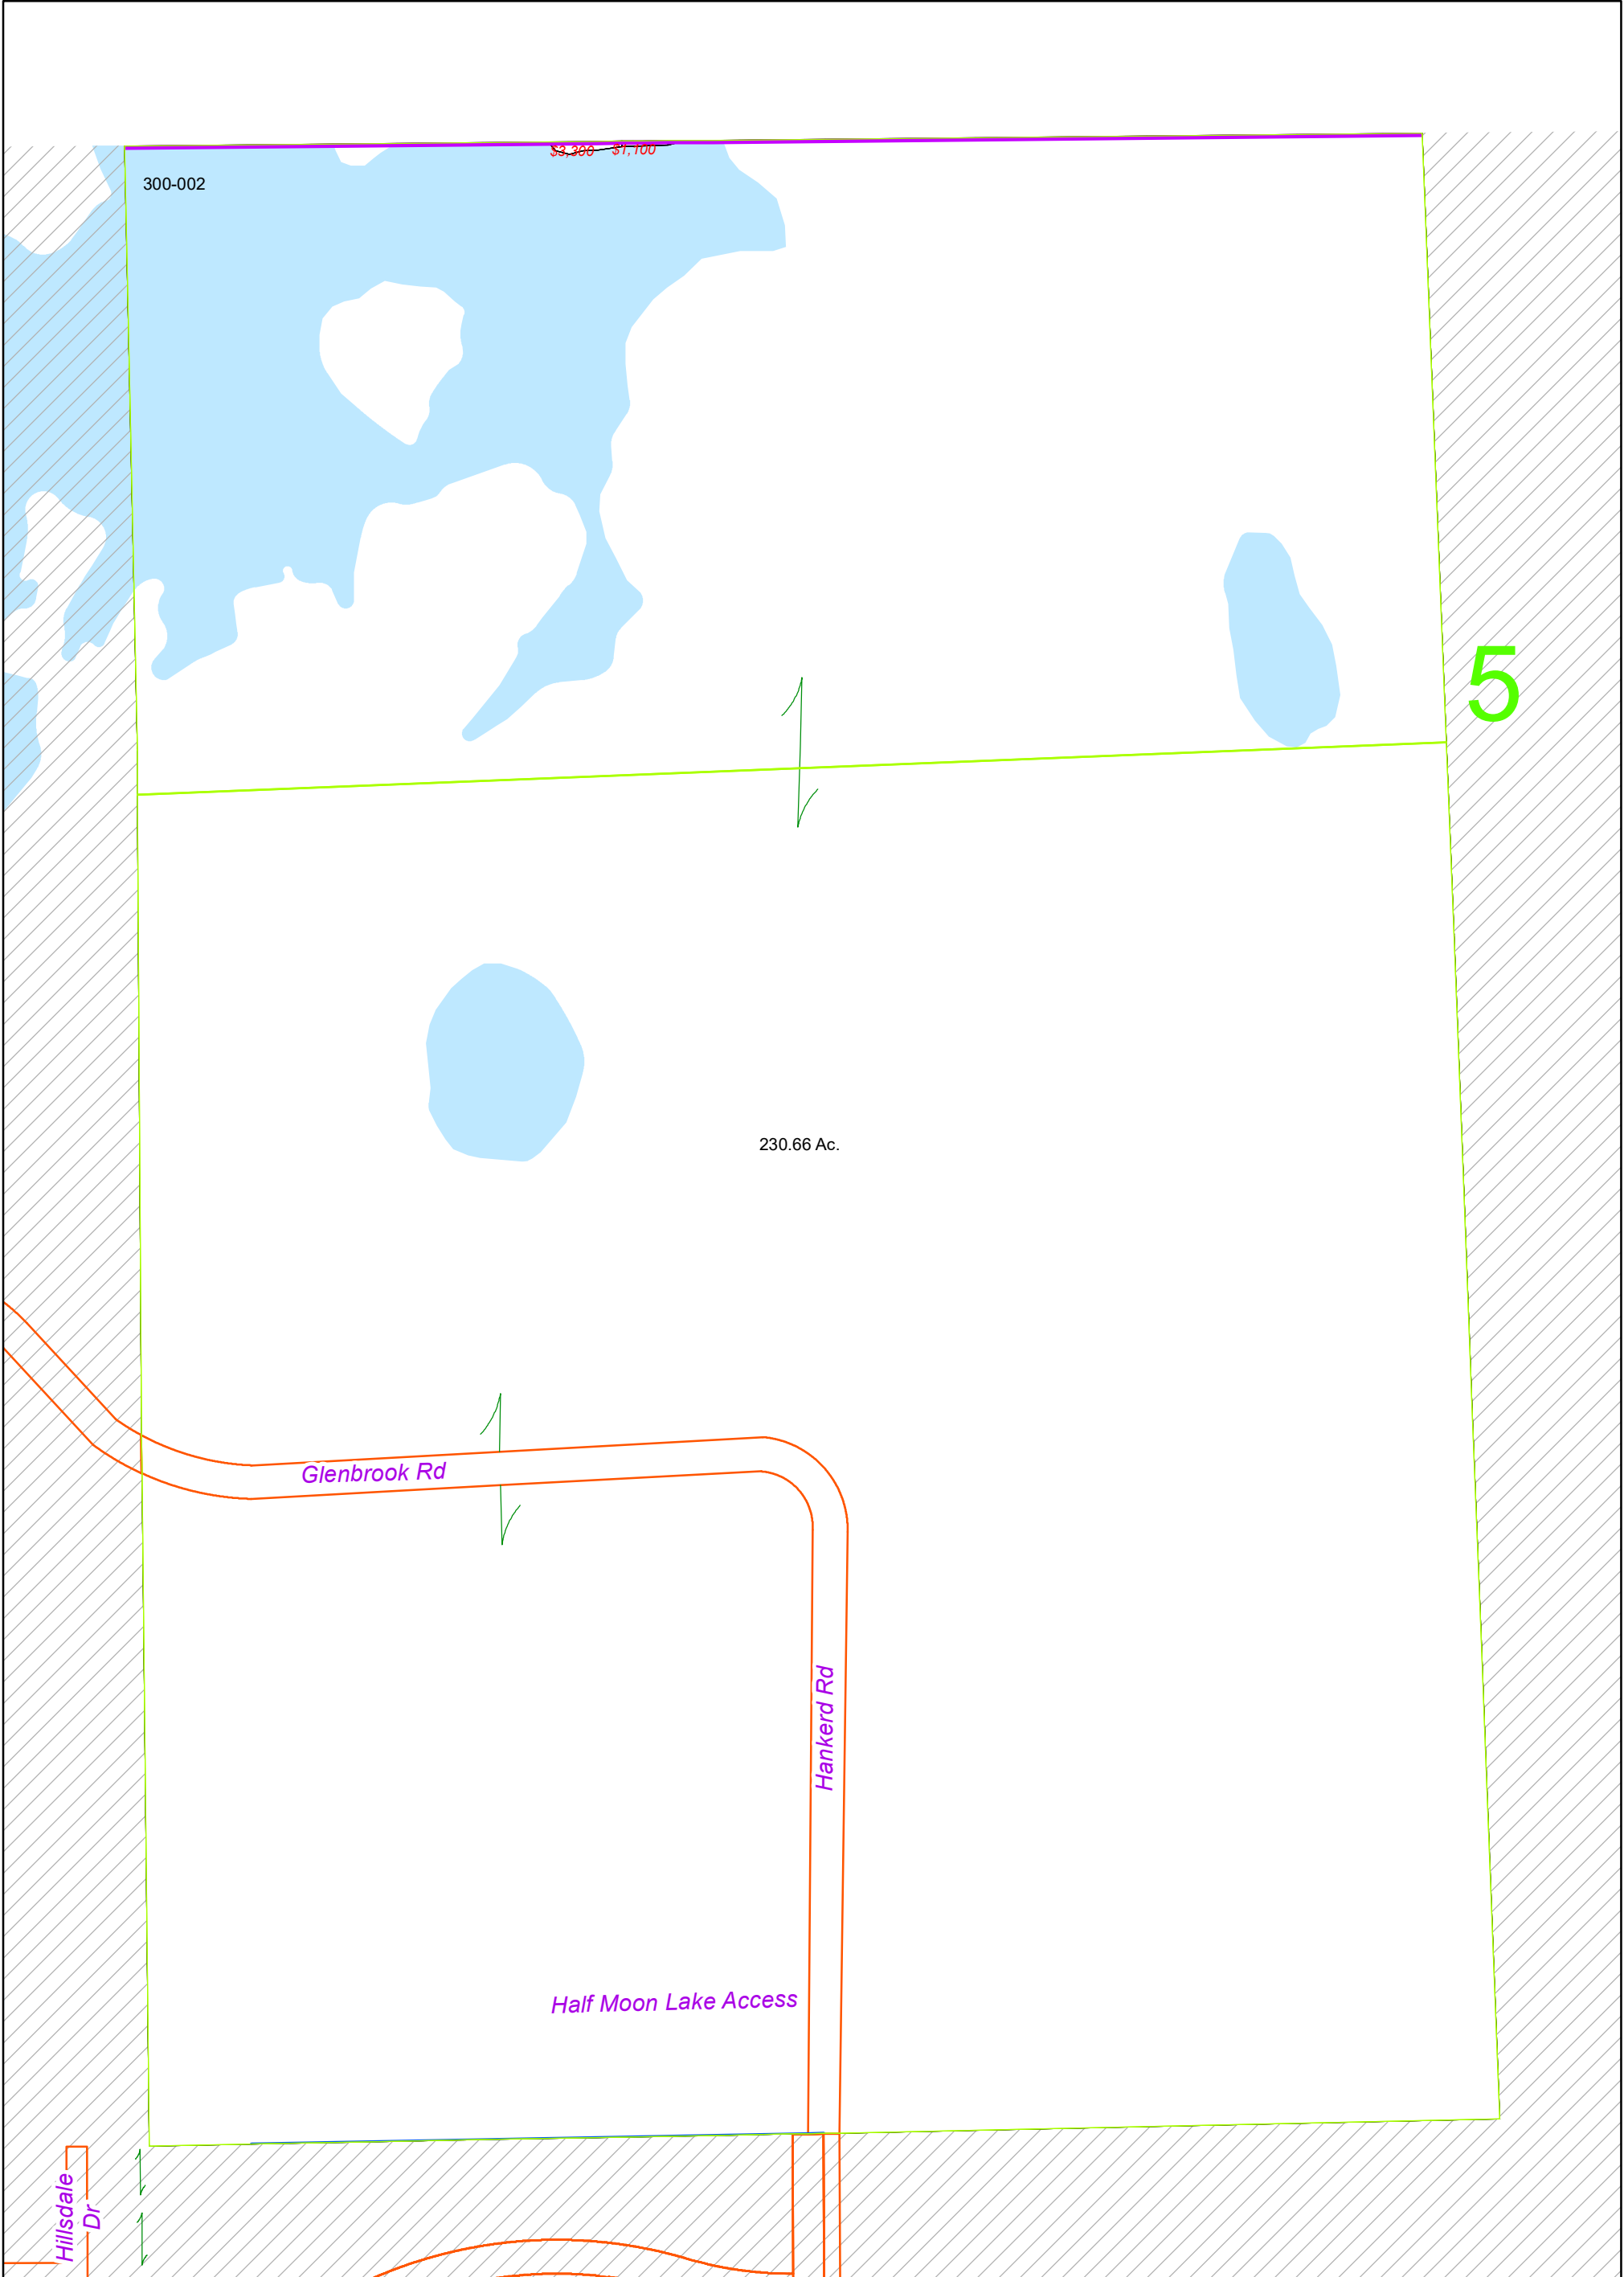 $3,300 $1,100
300-002
5
230.66 Ac.
Glenbrook Rd
Hankerd Rd
Half Moon Lake Access
Hillsdale
Dr